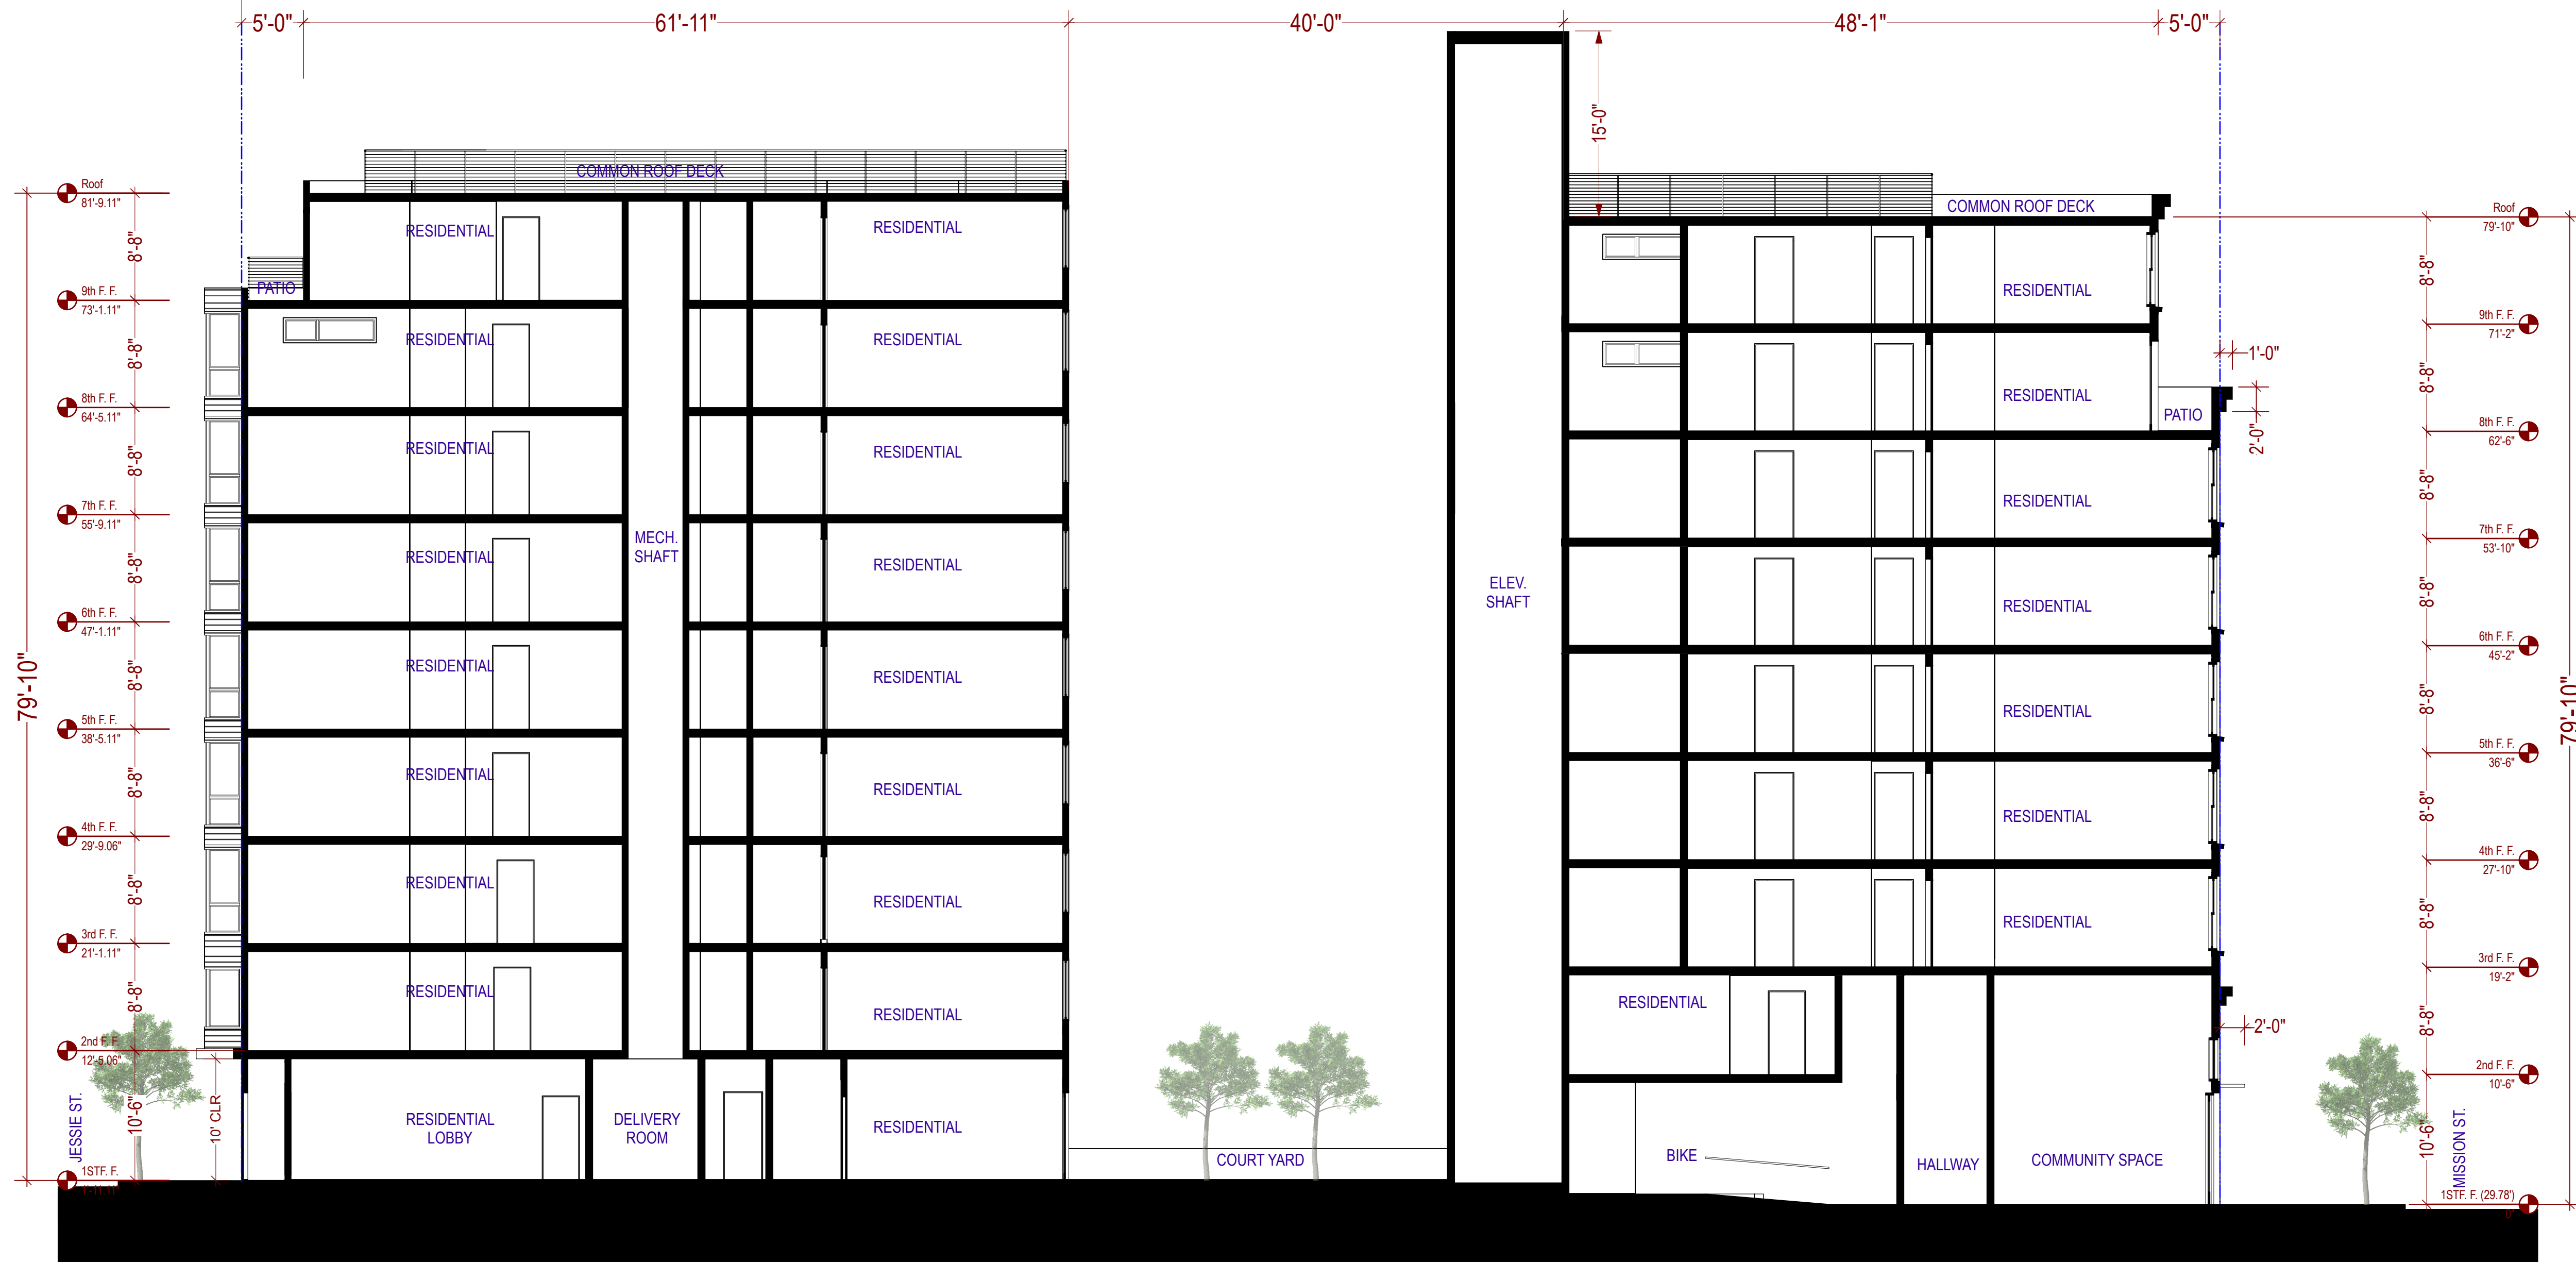 5'-0"
61'-11"
40'-0"
48'-1"
5'-0"
15'-0"
COMMON ROOF DECK
Roof
81'-9.11"
8'-8"
9th F. F.
73'-1.11"
8'-8"
8th F. F.
64'-5.11"
8'-8"
7th F. F.
55'-9.11"
8'-8"
6th F. F.
47'-1.11"
8'-8"
5th F. F.
38'-5.11"
8'-8"
4th F. F.
29'-9.06"
8'-8"
3rd F. F.
21'-1.11"
8'-8"
2nd F. F.
12'-5.06"
10'-6"
10' CLR
1STF. F.
1'-11.11"
79'-10"
JESSIE ST.
PATIO
RESIDENTIAL
RESIDENTIAL
RESIDENTIAL
RESIDENTIAL
RESIDENTIAL
RESIDENTIAL
RESIDENTIAL
RESIDENTIAL
RESIDENTIAL
LOBBY
MECH.
SHAFT
DELIVERY
ROOM
RESIDENTIAL
RESIDENTIAL
RESIDENTIAL
RESIDENTIAL
RESIDENTIAL
RESIDENTIAL
RESIDENTIAL
RESIDENTIAL
RESIDENTIAL
COURT YARD
ELEV.
SHAFT
COMMON ROOF DECK
RESIDENTIAL
RESIDENTIAL
PATIO
RESIDENTIAL
RESIDENTIAL
RESIDENTIAL
RESIDENTIAL
RESIDENTIAL
RESIDENTIAL
BIKE
HALLWAY
COMMUNITY SPACE
1'-0"
2'-0"
2'-0"
Roof
79'-10"
8'-8"
9th F. F.
71'-2"
8'-8"
8th F. F.
62'-6"
8'-8"
7th F. F.
53'-10"
8'-8"
6th F. F.
45'-2"
8'-8"
5th F. F.
36'-6"
8'-8"
4th F. F.
27'-10"
8'-8"
3rd F. F.
19'-2"
8'-8"
2nd F. F.
10'-6"
10'-6"
1STF. F. (29.78')
0"
MISSION ST.
79'-10"